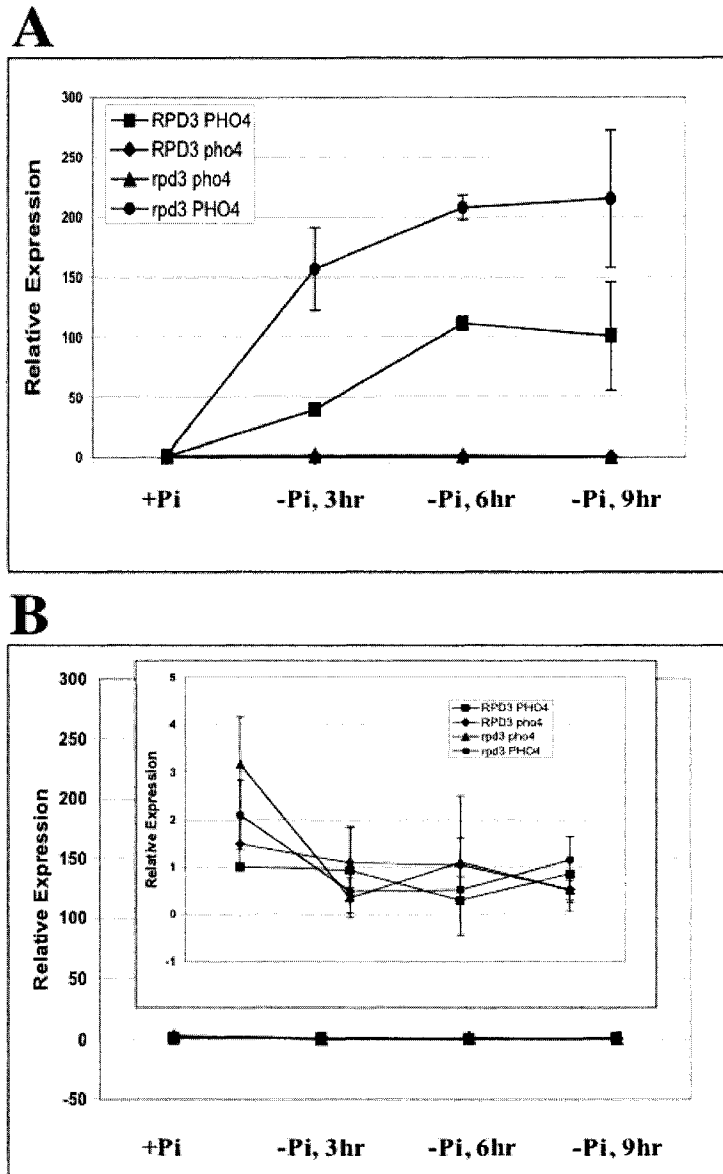 A
300
250
200
150
100
50
0
Relative Expression
RPD3 PHO4
RPD3 pho4
rpd3 pho4
rpd3 PHO4
+Pi
-Pi, 3hr
-Pi, 6hr
-Pi, 9hr
B
300
250
200
150
100
50
0
-50
Relative Expression
5
4
3
2
1
0
-1
Relative Expression
RPD3 PHO4
RPD3 pho4
rpd3 pho4
rpd3 PHO4
+Pi
-Pi, 3hr
-Pi, 6hr
-Pi, 9hr